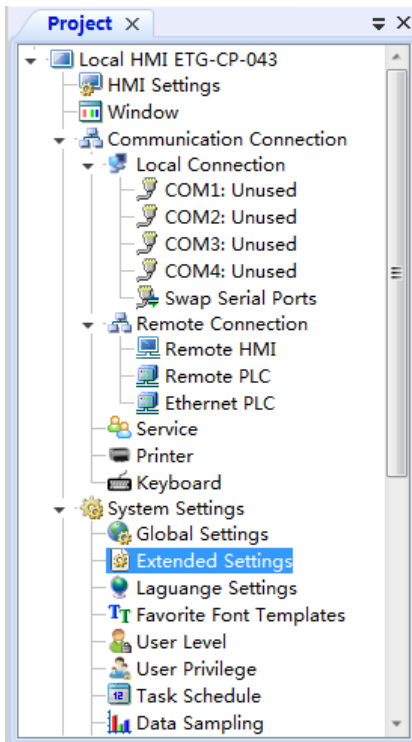 Project
Local HMI ETG-CP-043
HMI Settings
Window
Communication Connection
Local Connection
COM1: Unused
COM2: Unused
COM3: Unused
COM4: Unused
Swap Serial Ports
Remote Connection
Remote HMI
Remote PLC
Ethernet PLC
Service
Printer
Keyboard
System Settings
Global Settings
Extended Settings
Laguange Settings
Favorite Font Templates
User Level
User Privilege
Task Schedule
Data Sampling